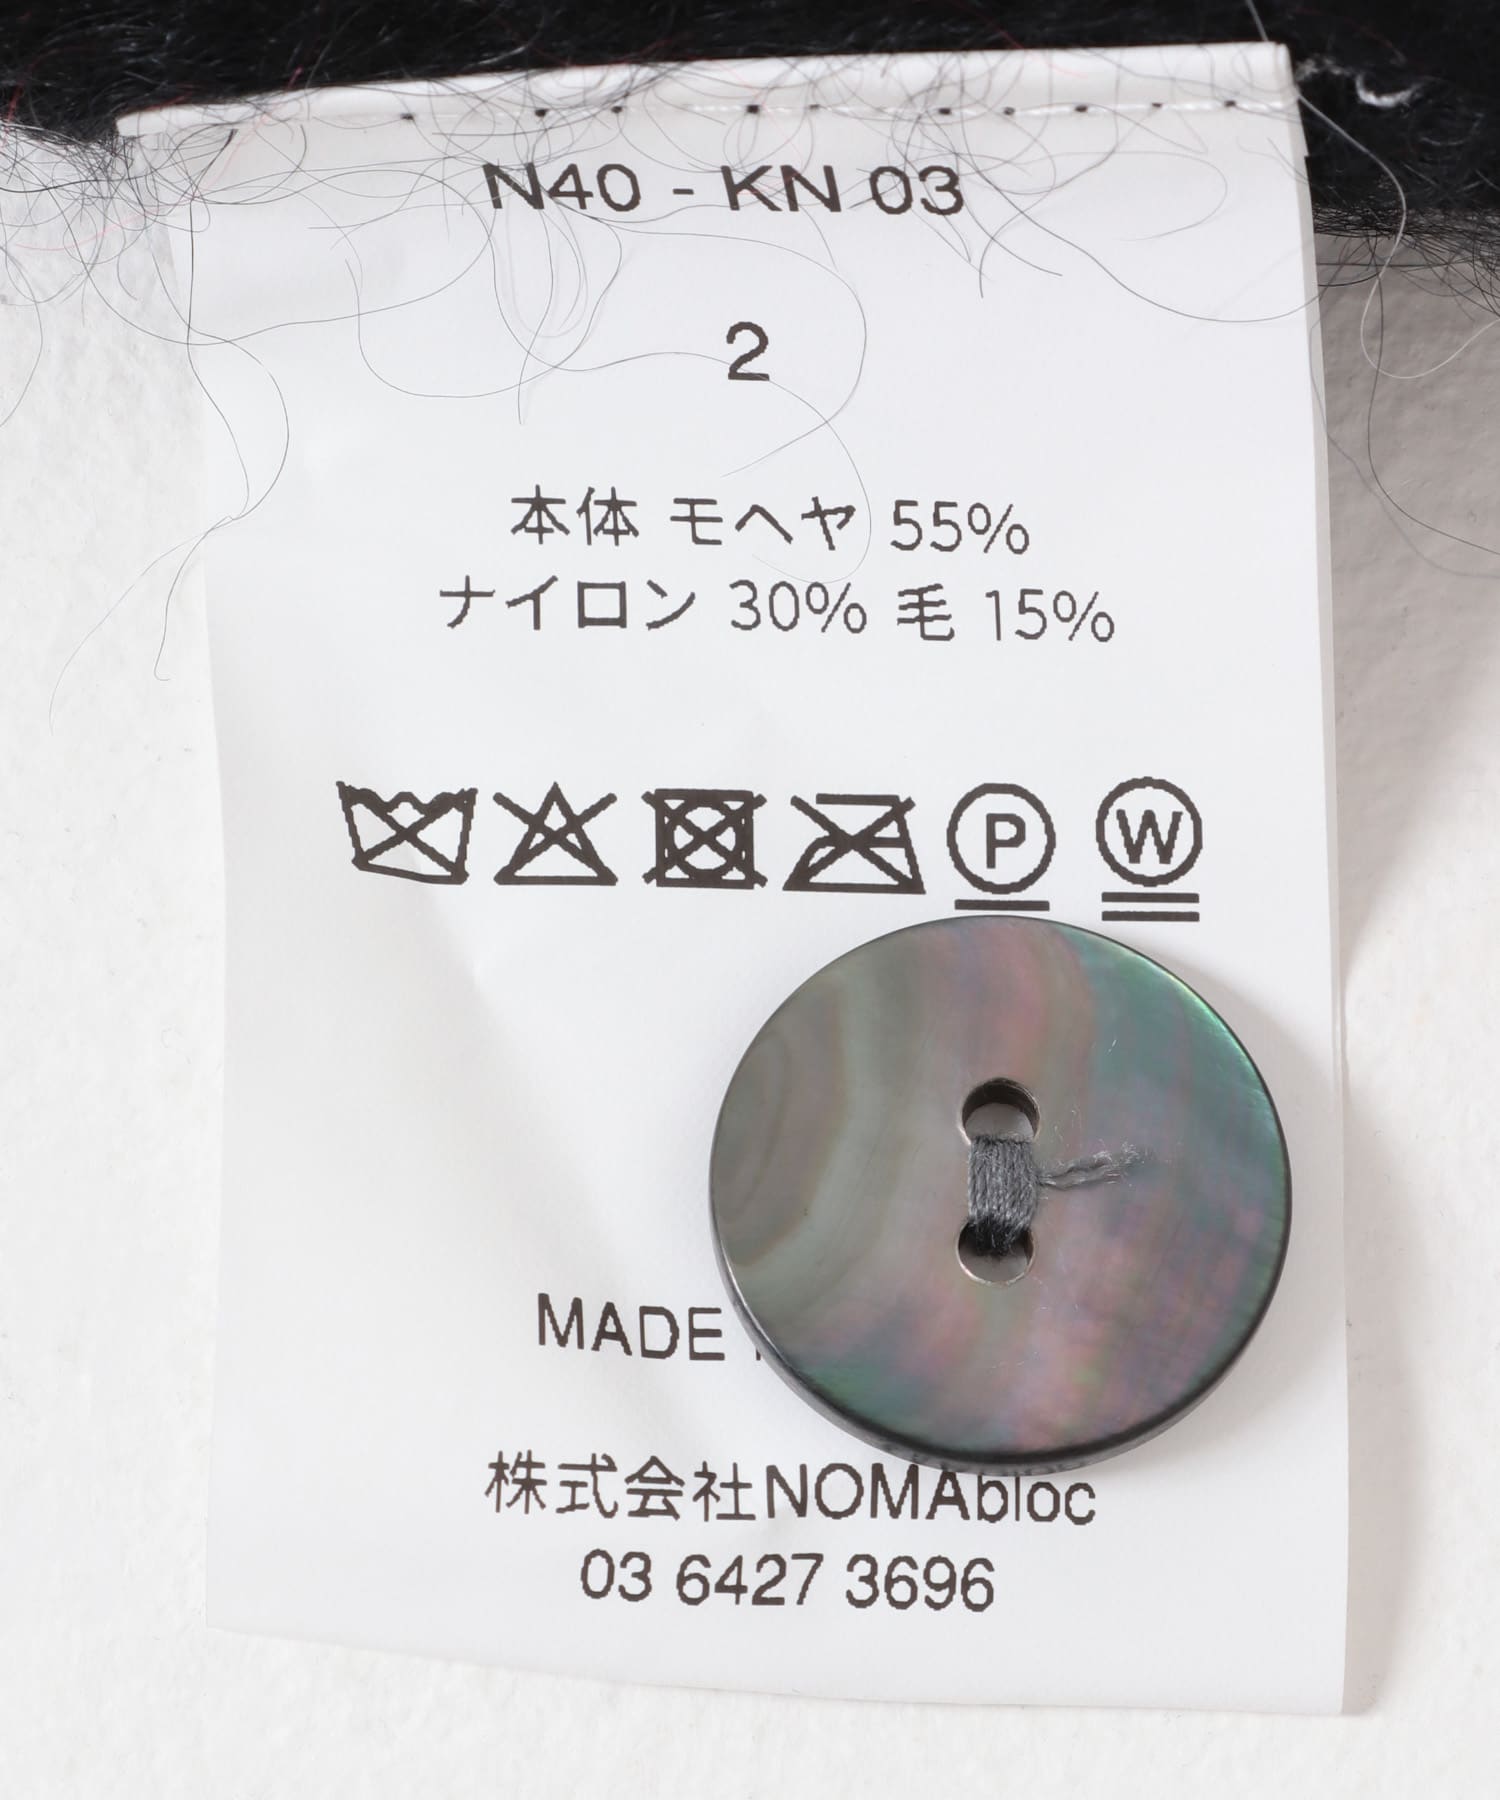 N40 - KN 03
2
本体 モヘヤ 55%
ナイロン 30% 毛 15%
P W
MADE
株式会社NOMAbloc
03 6427 3696